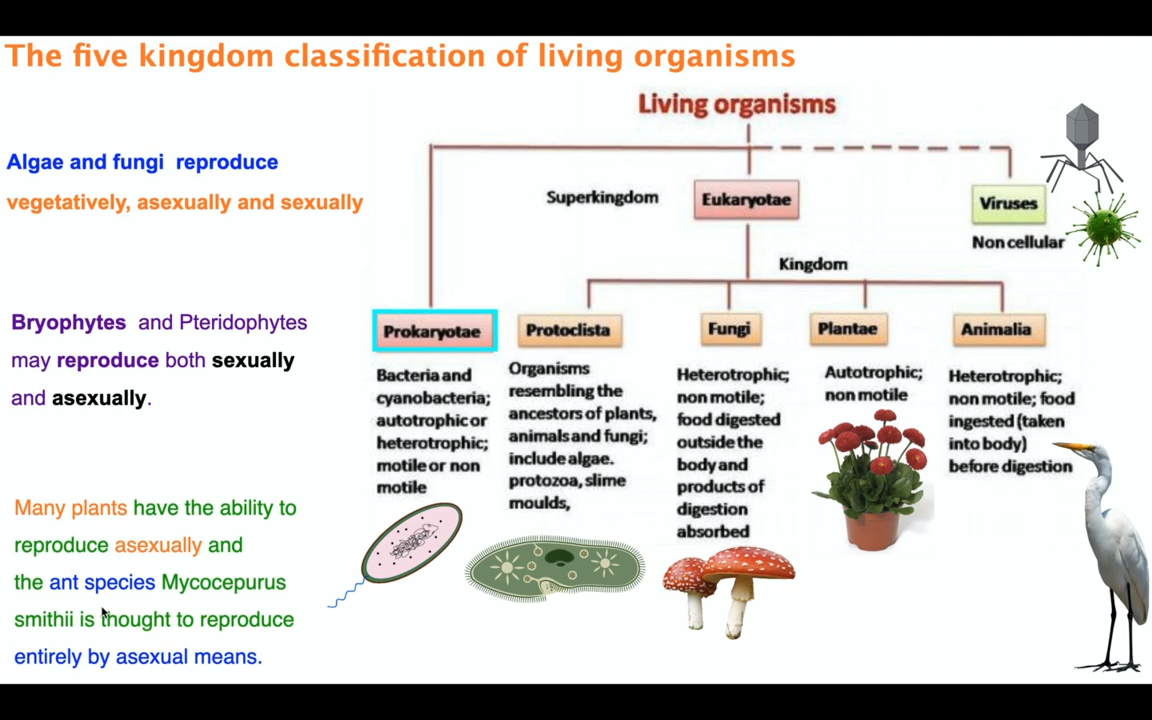 The five kingdom classification of living organisms
Living organisms
Algae and fungi reproduce
vegetatively, asexually and sexually
Superkingdom
Eukaryotae
Viruses
Non cellular
Kingdom
Bryophytes and Pteridophytes
may reproduce both sexually
and asexually.
Prokaryotae
Bacteria and
cyanobacteria;
autotrophic or
heterotrophic;
motile or non
motile
Protoclista
Organisms
resembling the
ancestors of plants,
animals and fungi;
include algae.
protozoa, slime
moulds,
Fungi
Heterotrophic;
non motile;
food digested
outside the
body and
products of
digestion
absorbed
Plantae
Autotrophic;
non motile
Animalia
Heterotrophic;
non motile; food
ingested (taken
into body)
before digestion
Many plants have the ability to
reproduce asexually and
the ant species Mycocepurus
smithii is thought to reproduce
entirely by asexual means.